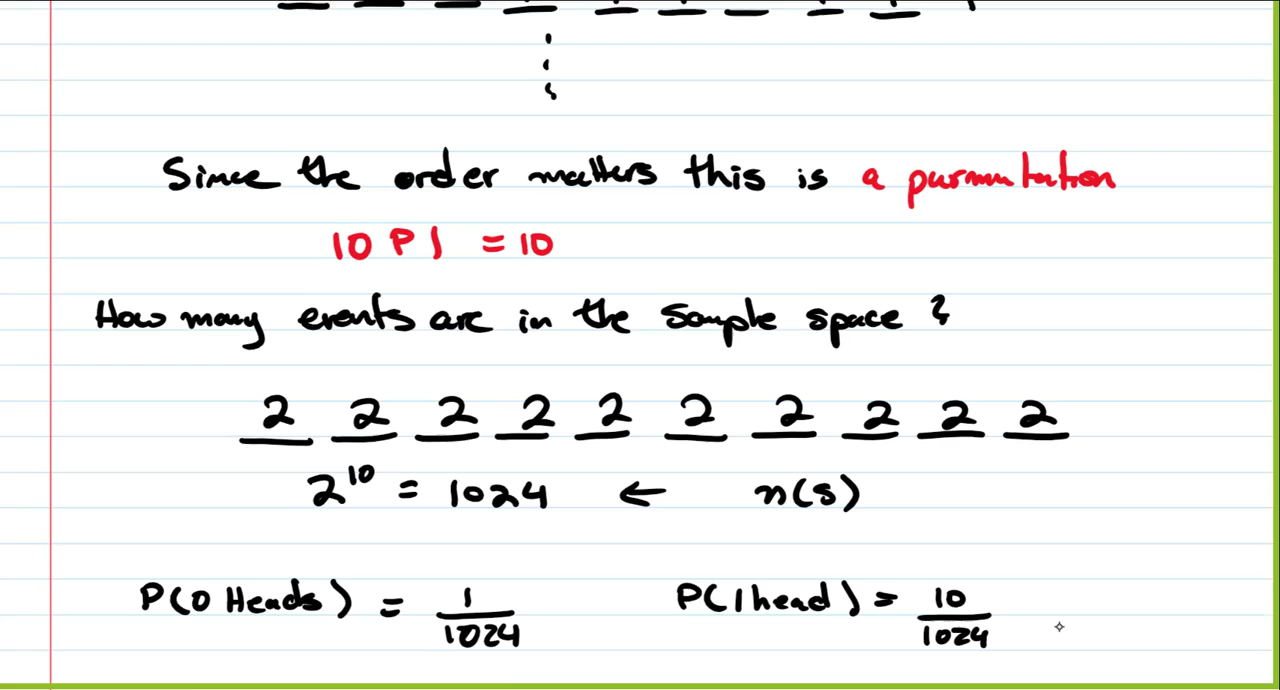 Since the order matters this is a purmutation
10 P 1 = 10
How many events are in the sample space ?
2 2 2 2 2 2 2 2 2 2
2^10 = 1024 ← n(s)
P(0 Heads) = 1/1024 P(1 head) = 10/1024